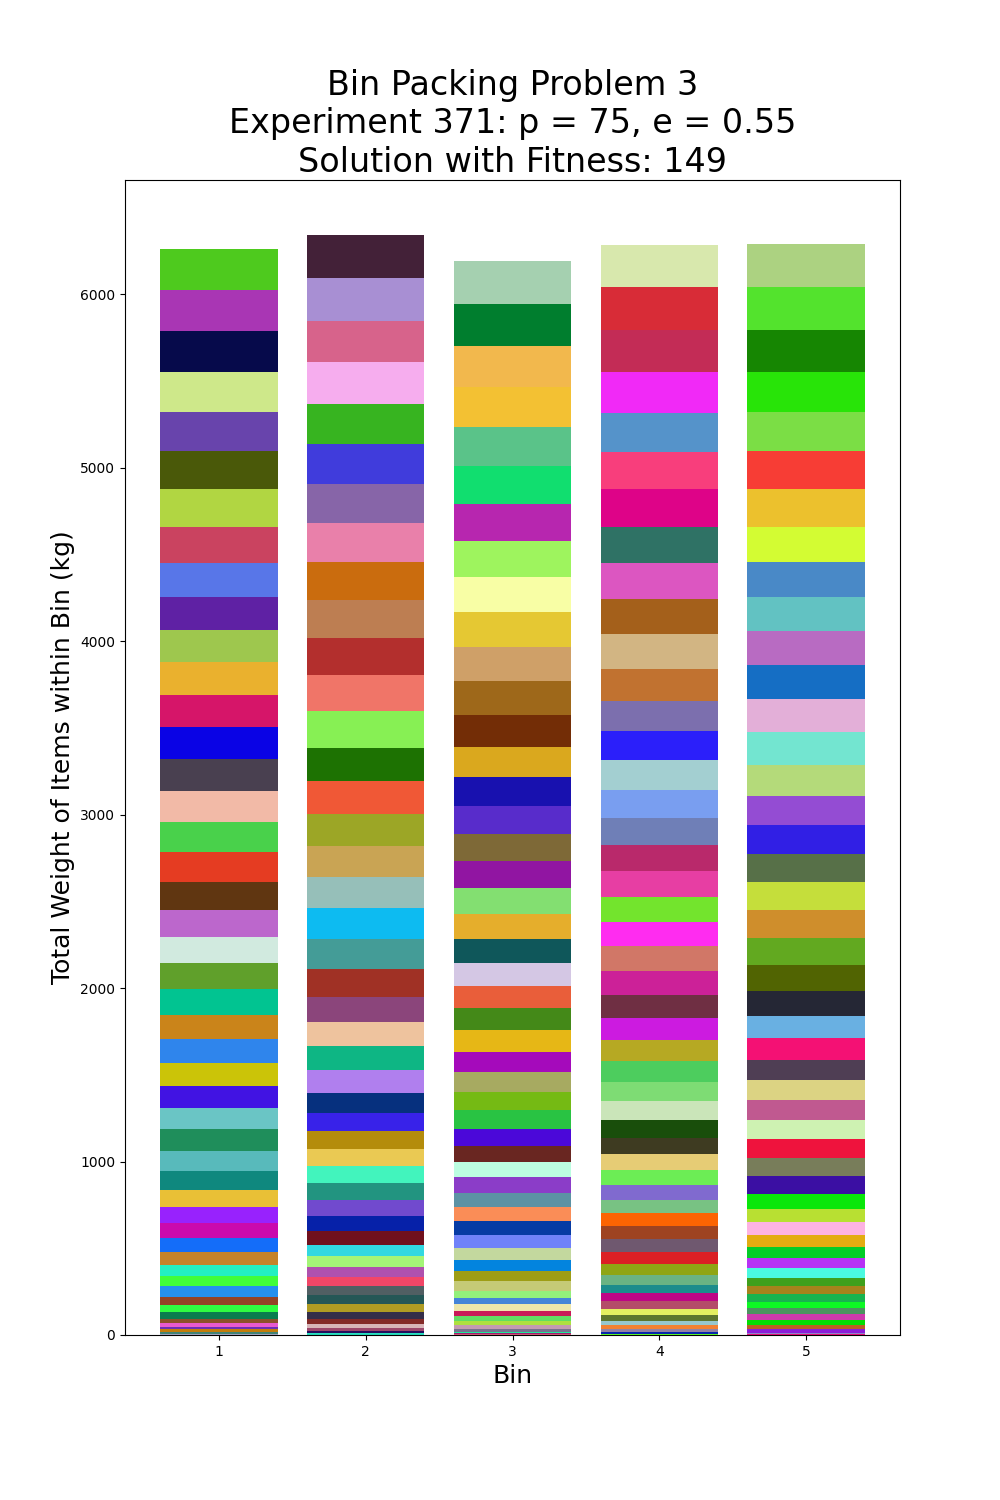 Bin Packing Problem 3
Experiment 371: p = 75, e = 0.55
Solution with Fitness: 149
Total Weight of Items within Bin (kg)
6000
5000
4000
3000
2000
1000
0
1 2 3 4 5
Bin